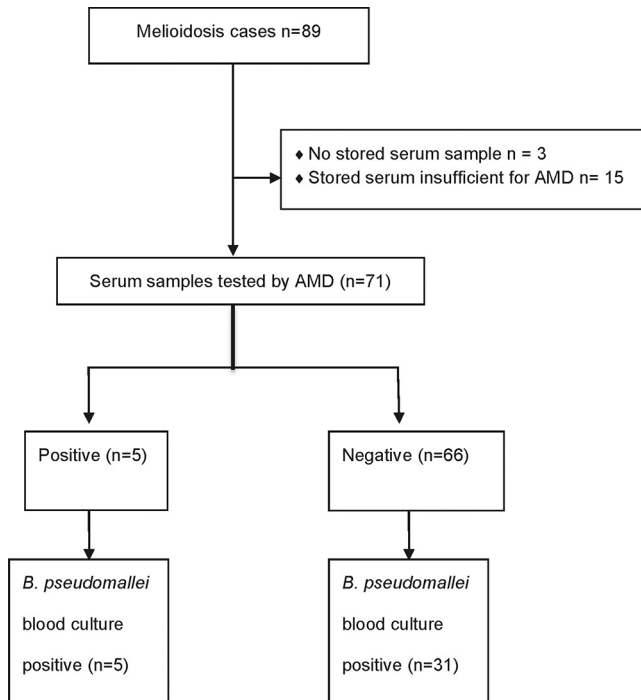 Melioidosis cases n=89
♦ No stored serum sample n = 3
♦ Stored serum insufficient for AMD n= 15
Serum samples tested by AMD (n=71)
Positive (n=5)
Negative (n=66)
B. pseudomallei
blood culture
positive (n=5)
B. pseudomallei
blood culture
positive (n=31)